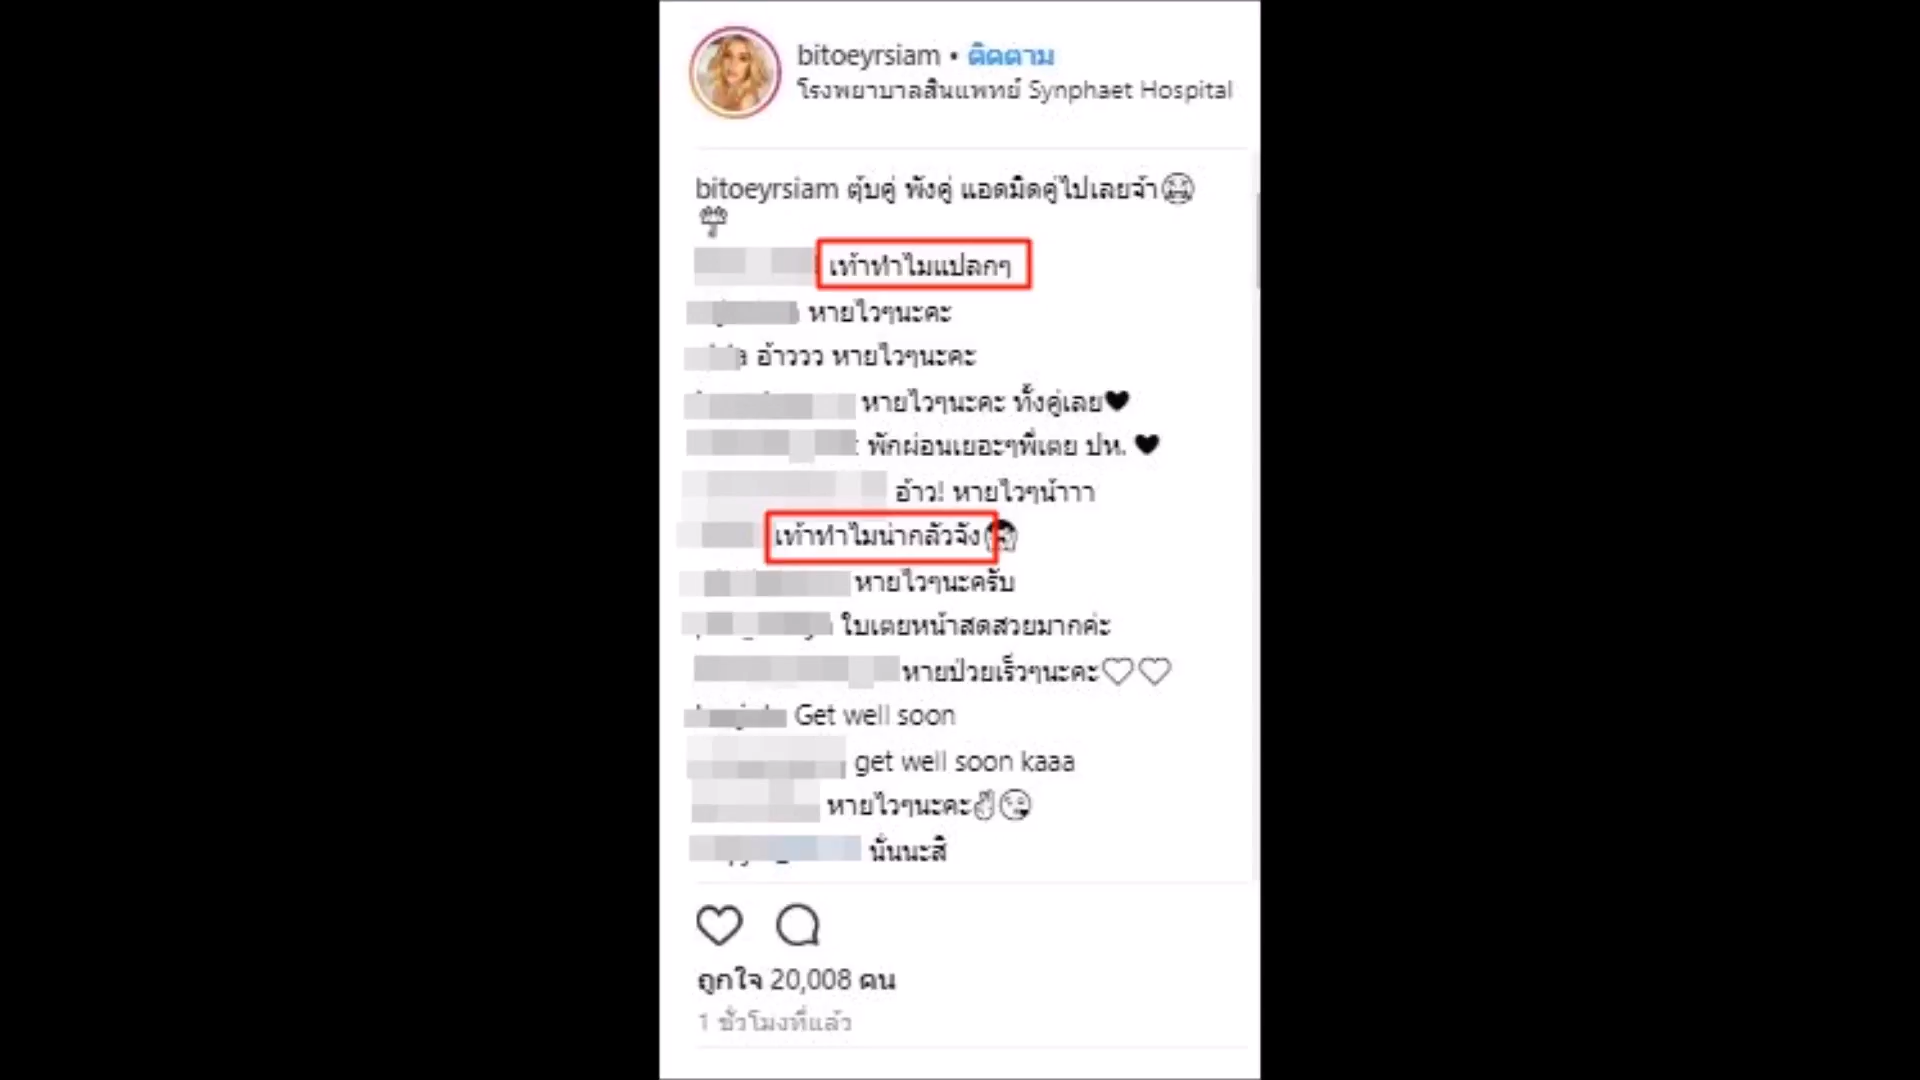 bitoeyrsiam • ติดตาม
โรงพยาบาลสินแพทย์ Synphaet Hospital
bitoeyrsiam ตุ้บคู่ พังคู่ แอดมิดคู่ไปเลยจ้า
เท้าทำไมแปลกๆ
หายไวๆนะคะ
อ้าววว หายไวๆนะคะ
หายไวๆนะคะ ทั้งคู่เลย🖤
พักผ่อนเยอะๆพี่เตย ปห. 🖤
อ้าว! หายไวๆน้าาา
เท้าทำไมน่ากลัวจัง
หายไวๆนะครับ
ใบเตยหน้าสดสวยมากค่ะ
หายป่วยเร็วๆนะคะ♡♡
Get well soon
get well soon kaaa
หายไวๆนะคะ✌😘
นั่นนะสิ
ถูกใจ 20,008 คน
1 ชั่วโมงที่แล้ว